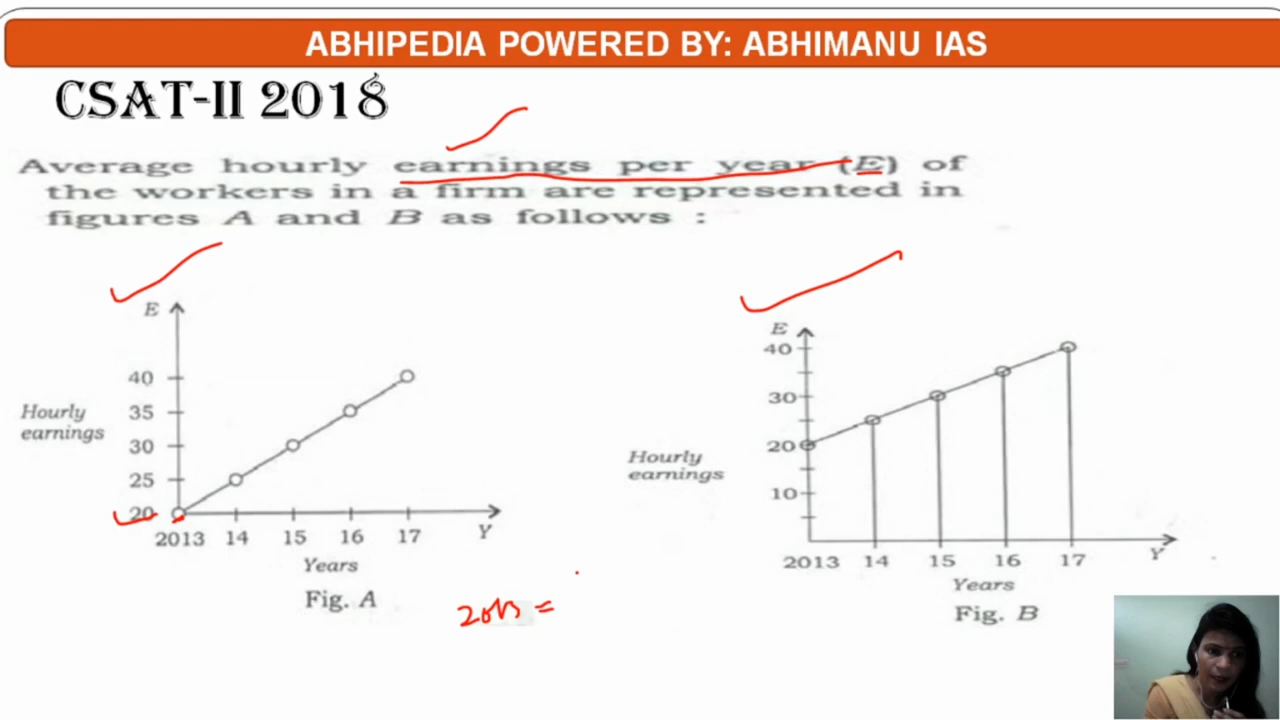 ABHIPEDIA POWERED BY: ABHIMANU IAS
CSAT-II 2018
Average hourly earnings per year (E) of
the workers in a firm are represented in
figures A and B as follows :
E
40
35
30
25
20
Hourly
earnings
2013 14 15 16 17 Y
Years
Fig. A
E
40
30
20
10
Hourly
earnings
2013 14 15 16 17 Y
Years
Fig. B
2013 =